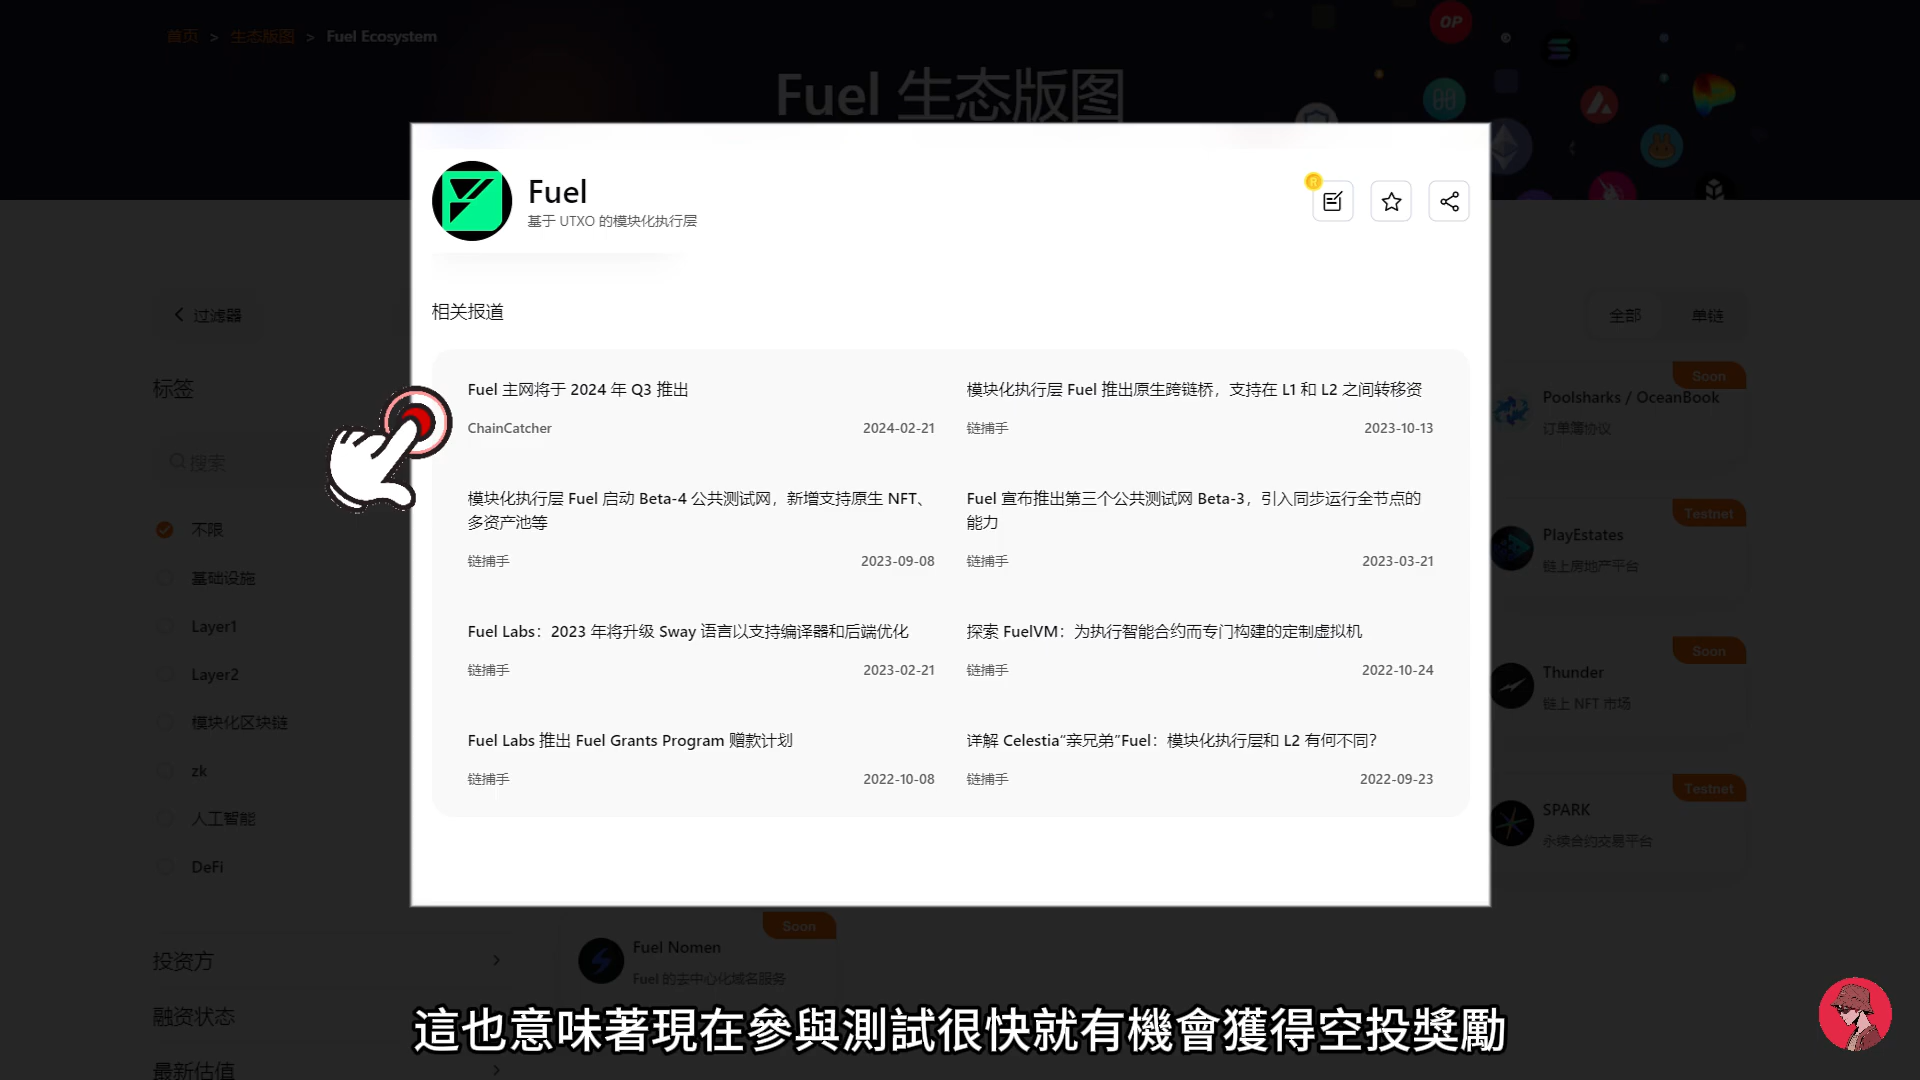 首页 > 生态版图 > Fuel Ecosystem
OP
Fuel 生态版图
Fuel
基于 UTXO 的模块化执行层
R
相关报道
过滤器
全部
单链
标签
搜索
不限
基础设施
Layer1
Layer2
模块化区块链
zk
人工智能
DeFi
投资方
融资状态
最新估值
Fuel 主网将于 2024 年 Q3 推出
ChainCatcher 2024-02-21
模块化执行层 Fuel 推出原生跨链桥，支持在 L1 和 L2 之间转移资
链捕手 2023-10-13
模块化执行层 Fuel 启动 Beta-4 公共测试网，新增支持原生 NFT、
多资产池等
链捕手 2023-09-08
Fuel 宣布推出第三个公共测试网 Beta-3，引入同步运行全节点的
能力
链捕手 2023-03-21
Fuel Labs：2023 年将升级 Sway 语言以支持编译器和后端优化
链捕手 2023-02-21
探索 FuelVM：为执行智能合约而专门构建的定制虚拟机
链捕手 2022-10-24
Fuel Labs 推出 Fuel Grants Program 赠款计划
链捕手 2022-10-08
详解 Celestia“亲兄弟”Fuel：模块化执行层和 L2 有何不同？
链捕手 2022-09-23
Soon
Poolsharks / OceanBook
订单簿协议
Testnet
PlayEstates
链上房地产平台
Soon
Thunder
链上 NFT 市场
Testnet
SPARK
永续合约交易平台
Soon
Fuel Nomen
Fuel 的去中心化域名服务
這也意味著現在參與測試很快就有機會獲得空投獎勵